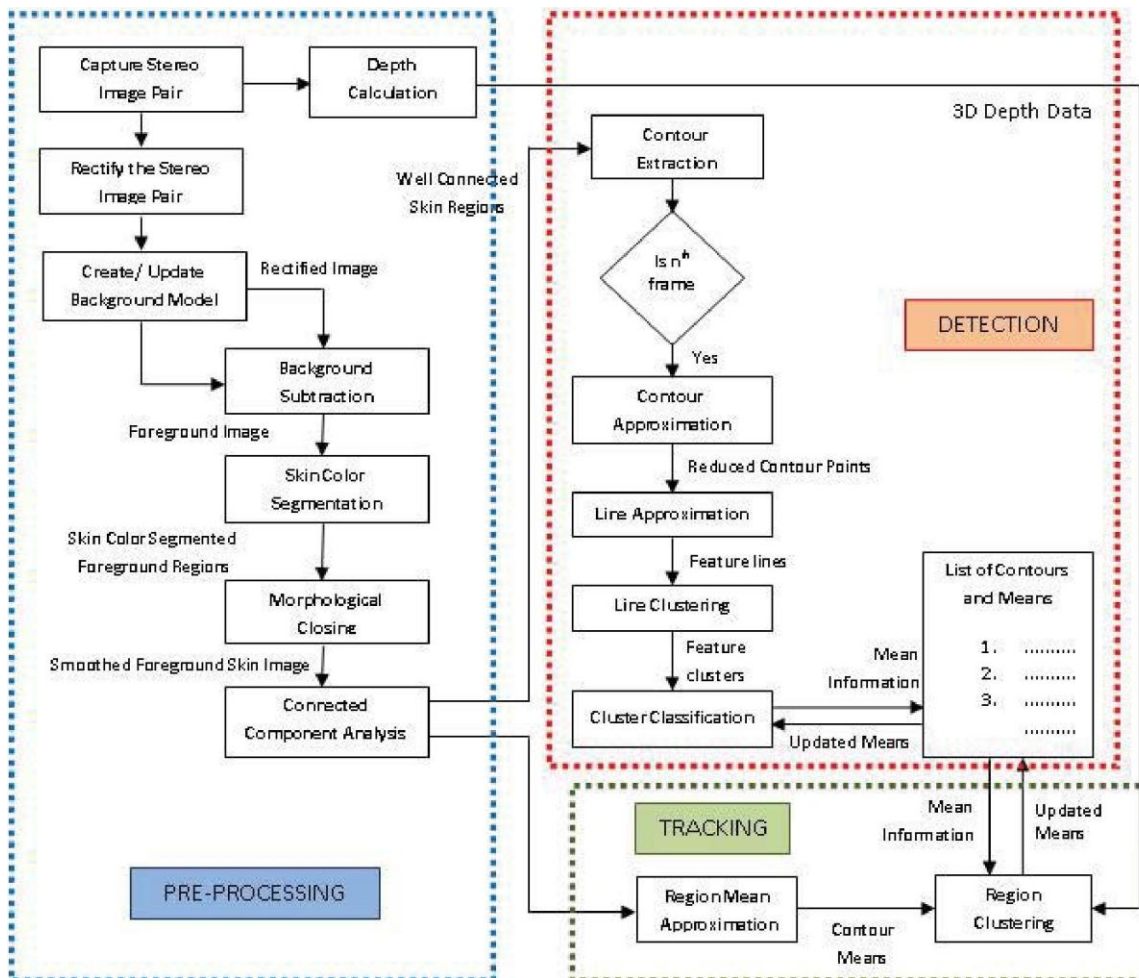 Capture Stereo
Image Pair
Depth
Calculation
3D Depth Data
Rectify the Stereo
Image Pair
Create/ Update
Background Model
Rectified Image
Background
Subtraction
Foreground Image
Skin Color
Segmentation
Skin Color Segmented
Foreground Regions
Morphological
Closing
Smoothed Foreground Skin Image
Connected
Component Analysis
PRE-PROCESSING
Well Connected
Skin Regions
Contour
Extraction
Is nth
frame
Yes
DETECTION
Contour
Approximation
Reduced Contour Points
Line Approximation
Feature lines
Line Clustering
Feature
clusters
Cluster Classification
Mean
Information
Updated Means
List of Contours
and Means
1. ..........
2. ..........
3. ..........
..........
TRACKING
Mean
Information
Updated
Means
Region Mean
Approximation
Contour
Means
Region
Clustering